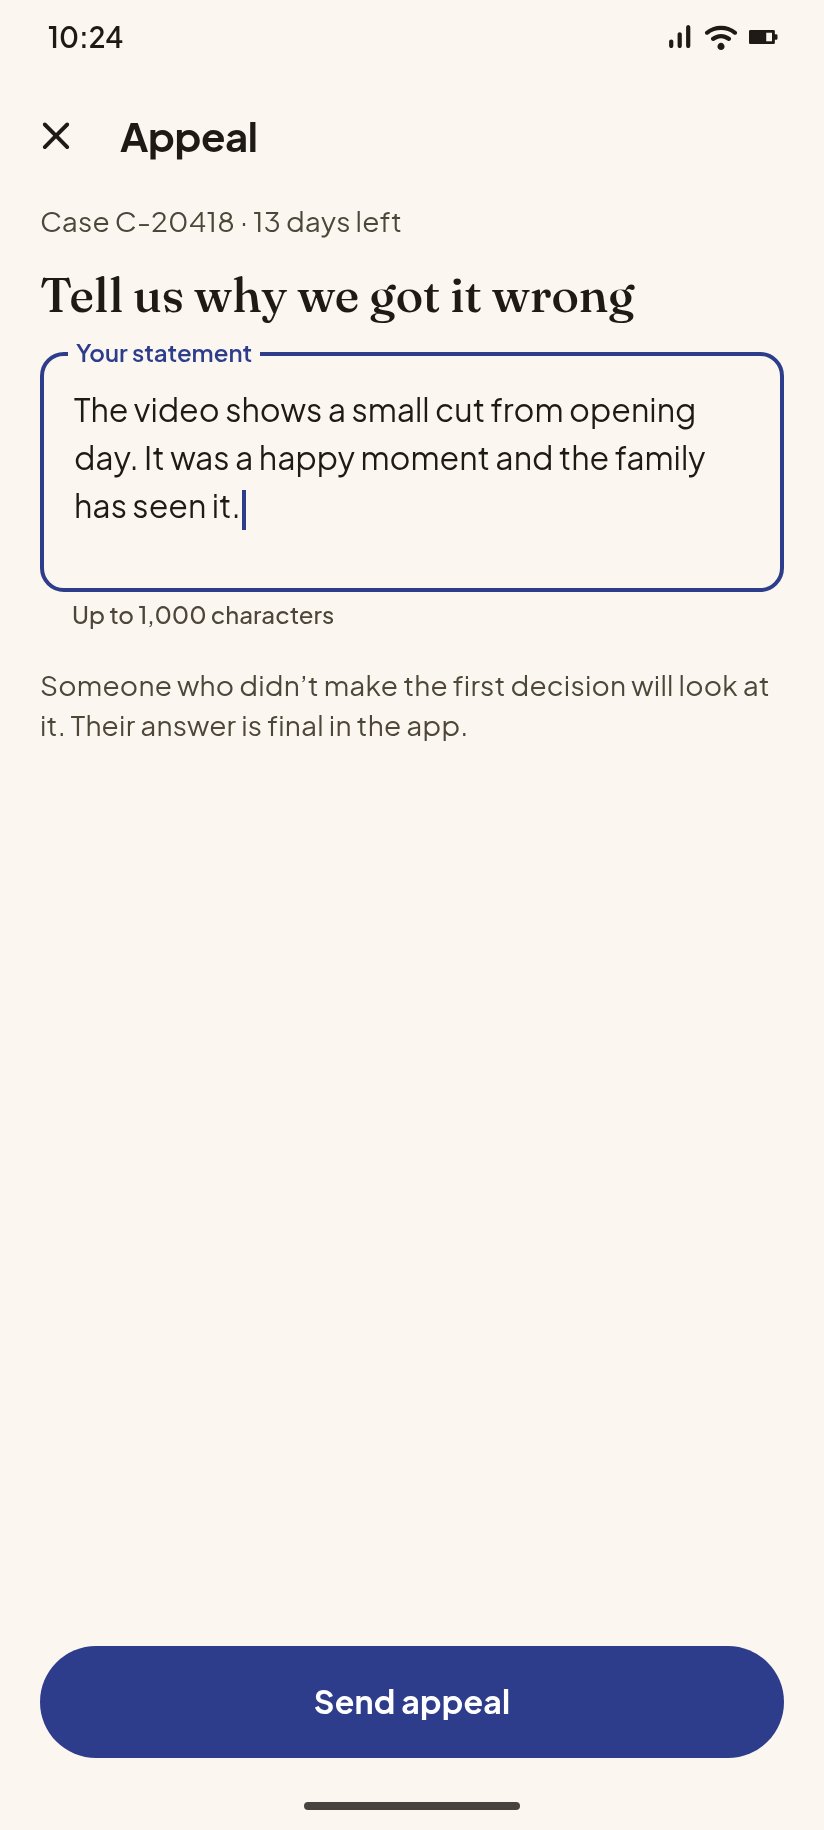 10:24
Appeal
Case C-20418 · 13 days left
Tell us why we got it wrong
Your statement
The video shows a small cut from opening
day. It was a happy moment and the family
has seen it.
Up to 1,000 characters
Someone who didn’t make the first decision will look at
it. Their answer is final in the app.
Send appeal